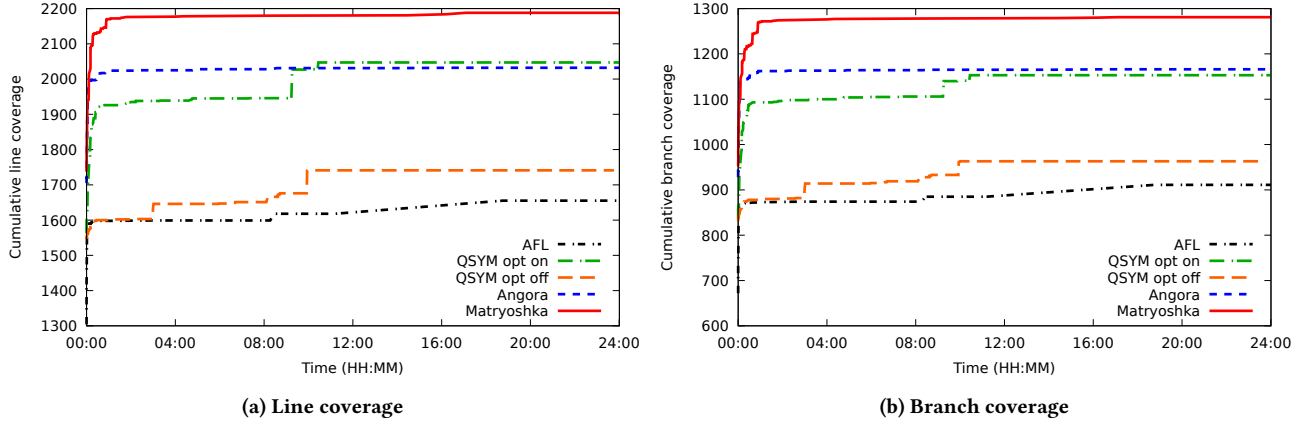 2200
2100
2000
1900
1800
1700
1600
1500
1400
1300
Cumulative line coverage
AFL
QSYM opt on
QSYM opt off
Angora
Matryoshka
00:00 04:00 08:00 12:00 16:00 20:00 24:00
Time (HH:MM)
(a) Line coverage
1300
1200
1100
1000
900
800
700
600
Cumulative branch coverage
AFL
QSYM opt on
QSYM opt off
Angora
Matryoshka
00:00 04:00 08:00 12:00 16:00 20:00 24:00
Time (HH:MM)
(b) Branch coverage